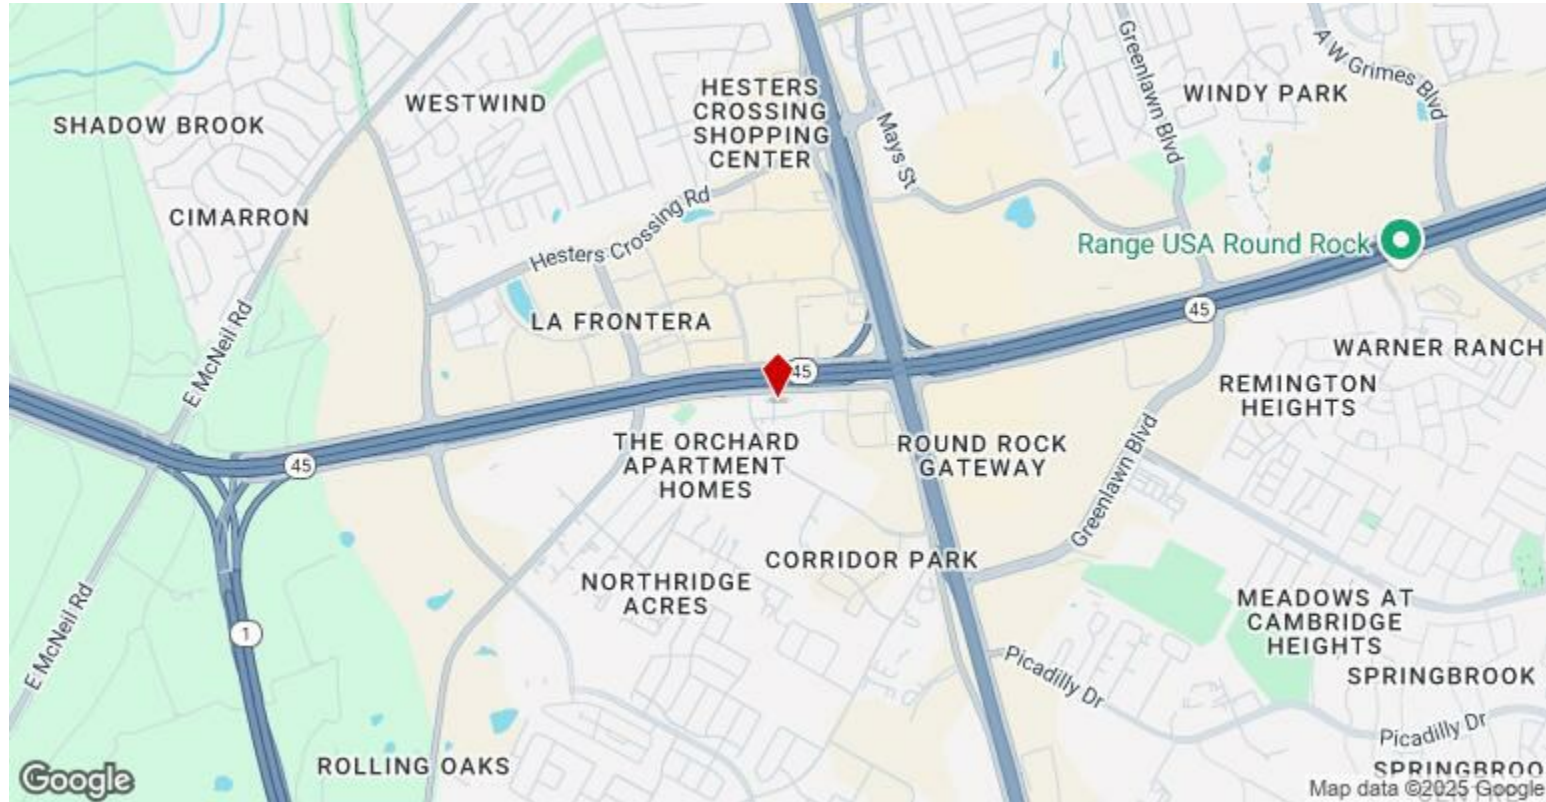 Greenlawn Blvd
A W Grimes Blvd
WESTWIND
HESTERS
CROSSING
SHOPPING
CENTER
WINDY PARK
SHADOW BROOK
Mays St
CIMARRON
Hesters Crossing Rd
Range USA Round Rock
E McNeil Rd
LA FRONTERA
45
WARNER RANCH
45
REMINGTON
HEIGHTS
THE ORCHARD
APARTMENT
HOMES
ROUND ROCK
GATEWAY
45
Greenlawn Blvd
CORRIDOR PARK
NORTHRIDGE
ACRES
MEADOWS AT
CAMBRIDGE
HEIGHTS
E McNeil Rd
1
Picadilly Dr
SPRINGBROOK
Picadilly Dr
ROLLING OAKS
SPRINGBROO
Google
Map data ©2025 Google